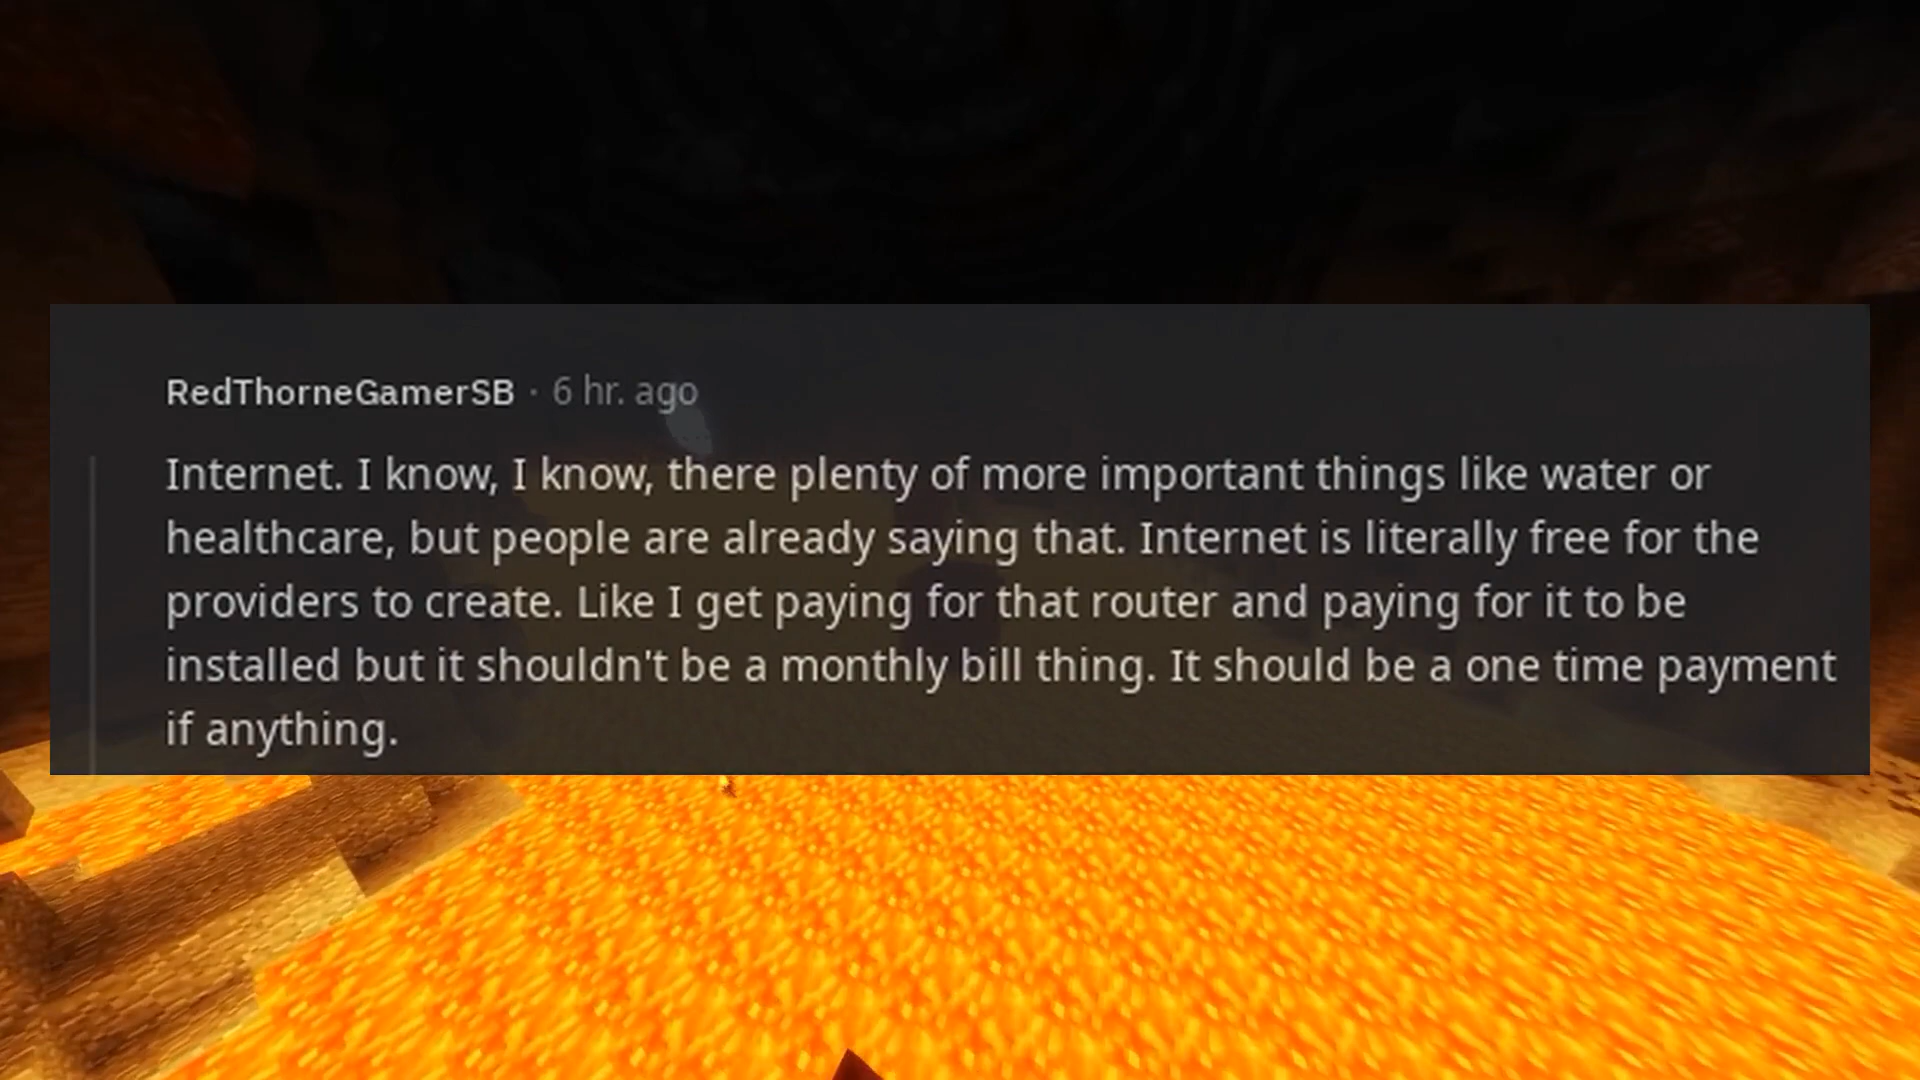 RedThorneGamerSB · 6 hr. ago
Internet. I know, I know, there plenty of more important things like water or
healthcare, but people are already saying that. Internet is literally free for the
providers to create. Like I get paying for that router and paying for it to be
installed but it shouldn't be a monthly bill thing. It should be a one time payment
if anything.